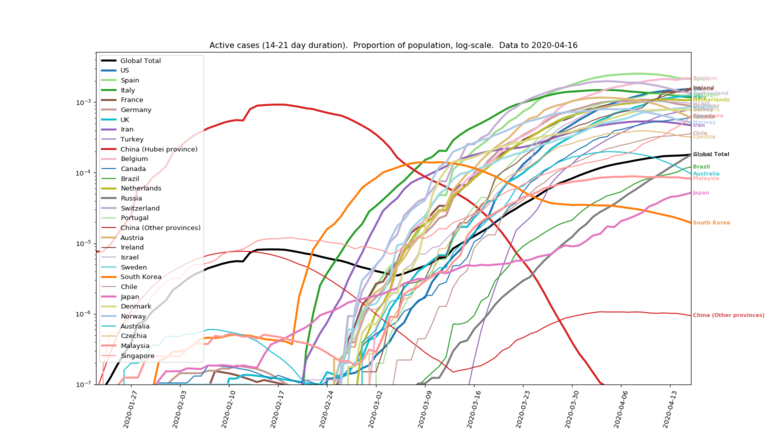 Active cases (14-21 day duration).  Proportion of population, log-scale.  Data to 2020-04-16
Global Total
US
Spain
Italy
France
Germany
UK
Iran
Turkey
China (Hubei province)
Belgium
Canada
Brazil
Netherlands
Russia
Switzerland
Portugal
China (Other provinces)
Austria
Ireland
Israel
Sweden
South Korea
Chile
Japan
Denmark
Norway
Australia
Czechia
Malaysia
Singapore
10⁻³
10⁻⁴
10⁻⁵
10⁻⁶
10⁻⁷
Ireland
Netherlands
Norway
Iran
Chile
Czechia
Global Total
Brazil
Australia
Malaysia
Japan
South Korea
China (Other provinces)
2020-01-27
2020-02-03
2020-02-10
2020-02-17
2020-02-24
2020-03-02
2020-03-09
2020-03-16
2020-03-23
2020-03-30
2020-04-06
2020-04-13